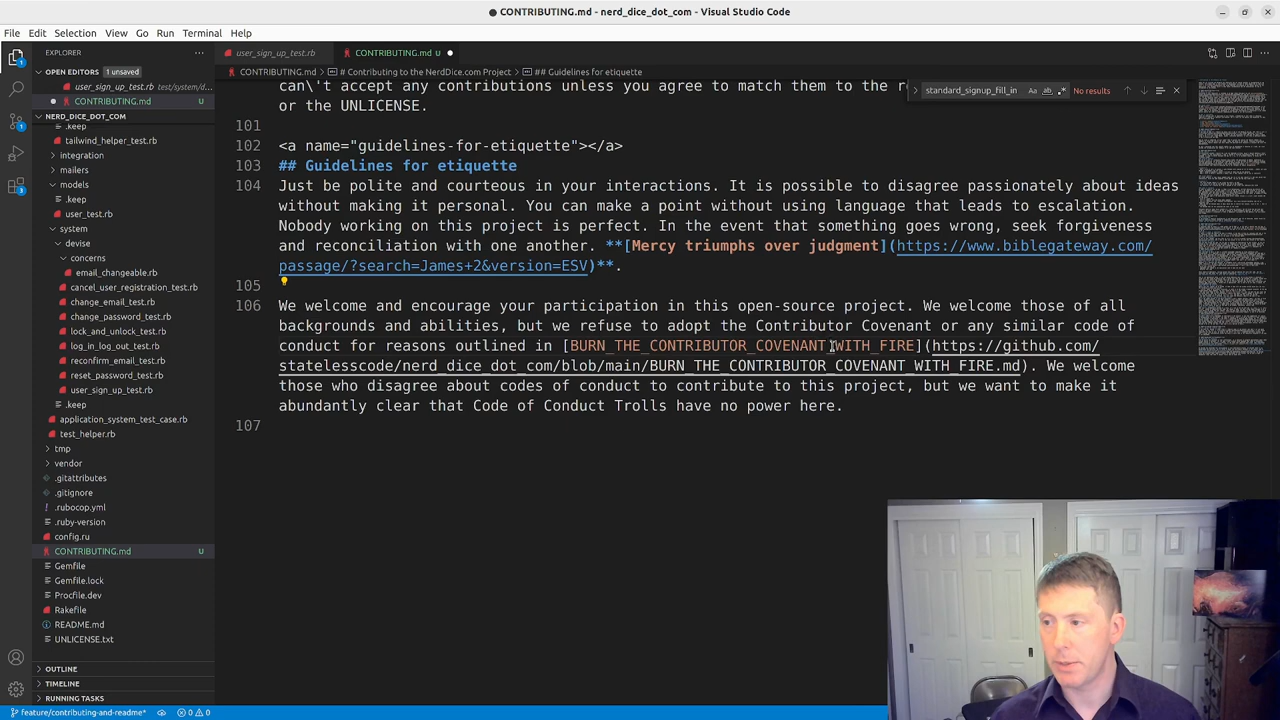 ● CONTRIBUTING.md - nerd_dice_dot_com - Visual Studio Code
File Edit Selection View Go Run Terminal Help
EXPLORER
OPEN EDITORS 1 unsaved
user_sign_up_test.rb test/system/d...
CONTRIBUTING.md U
NERD_DICE_DOT_COM
.keep
tailwind_helper_test.rb
integration
mailers
models
.keep
user_test.rb
system
devise
concerns
email_changeable.rb
cancel_user_registration_test.rb
change_email_test.rb
change_password_test.rb
lock_and_unlock_test.rb
log_in_log_out_test.rb
reconfirm_email_test.rb
reset_password_test.rb
user_sign_up_test.rb
.keep
application_system_test_case.rb
test_helper.rb
tmp
vendor
.gitattributes
.gitignore
.rubocop.yml
.ruby-version
config.ru
CONTRIBUTING.md U
Gemfile
Gemfile.lock
Procfile.dev
Rakefile
README.md
UNLICENSE.txt
OUTLINE
TIMELINE
RUNNING TASKS
user_sign_up_test.rb CONTRIBUTING.md U
CONTRIBUTING.md > # Contributing to the NerdDice.com Project > ## Guidelines for etiquette
standard_signup_fill_in Aa ab No results
can\'t accept any contributions unless you agree to match them to the re
or the UNLICENSE.
101
102 <a name="guidelines-for-etiquette"></a>
103 ## Guidelines for etiquette
104 Just be polite and courteous in your interactions. It is possible to disagree passionately about ideas
without making it personal. You can make a point without using language that leads to escalation.
Nobody working on this project is perfect. In the event that something goes wrong, seek forgiveness
and reconciliation with one another. **[Mercy triumphs over judgment](https://www.biblegateway.com/
passage/?search=James+2&version=ESV)**.
105
106 We welcome and encourage your participation in this open-source project. We welcome those of all
backgrounds and abilities, but we refuse to adopt the Contributor Covenant or any similar code of
conduct for reasons outlined in [BURN_THE_CONTRIBUTOR_COVENANT_WITH_FIRE](https://github.com/
statelesscode/nerd_dice_dot_com/blob/main/BURN_THE_CONTRIBUTOR_COVENANT_WITH_FIRE.md). We welcome
those who disagree about codes of conduct to contribute to this project, but we want to make it
abundantly clear that Code of Conduct Trolls have no power here.
107
feature/contributing-and-readme* 0 0